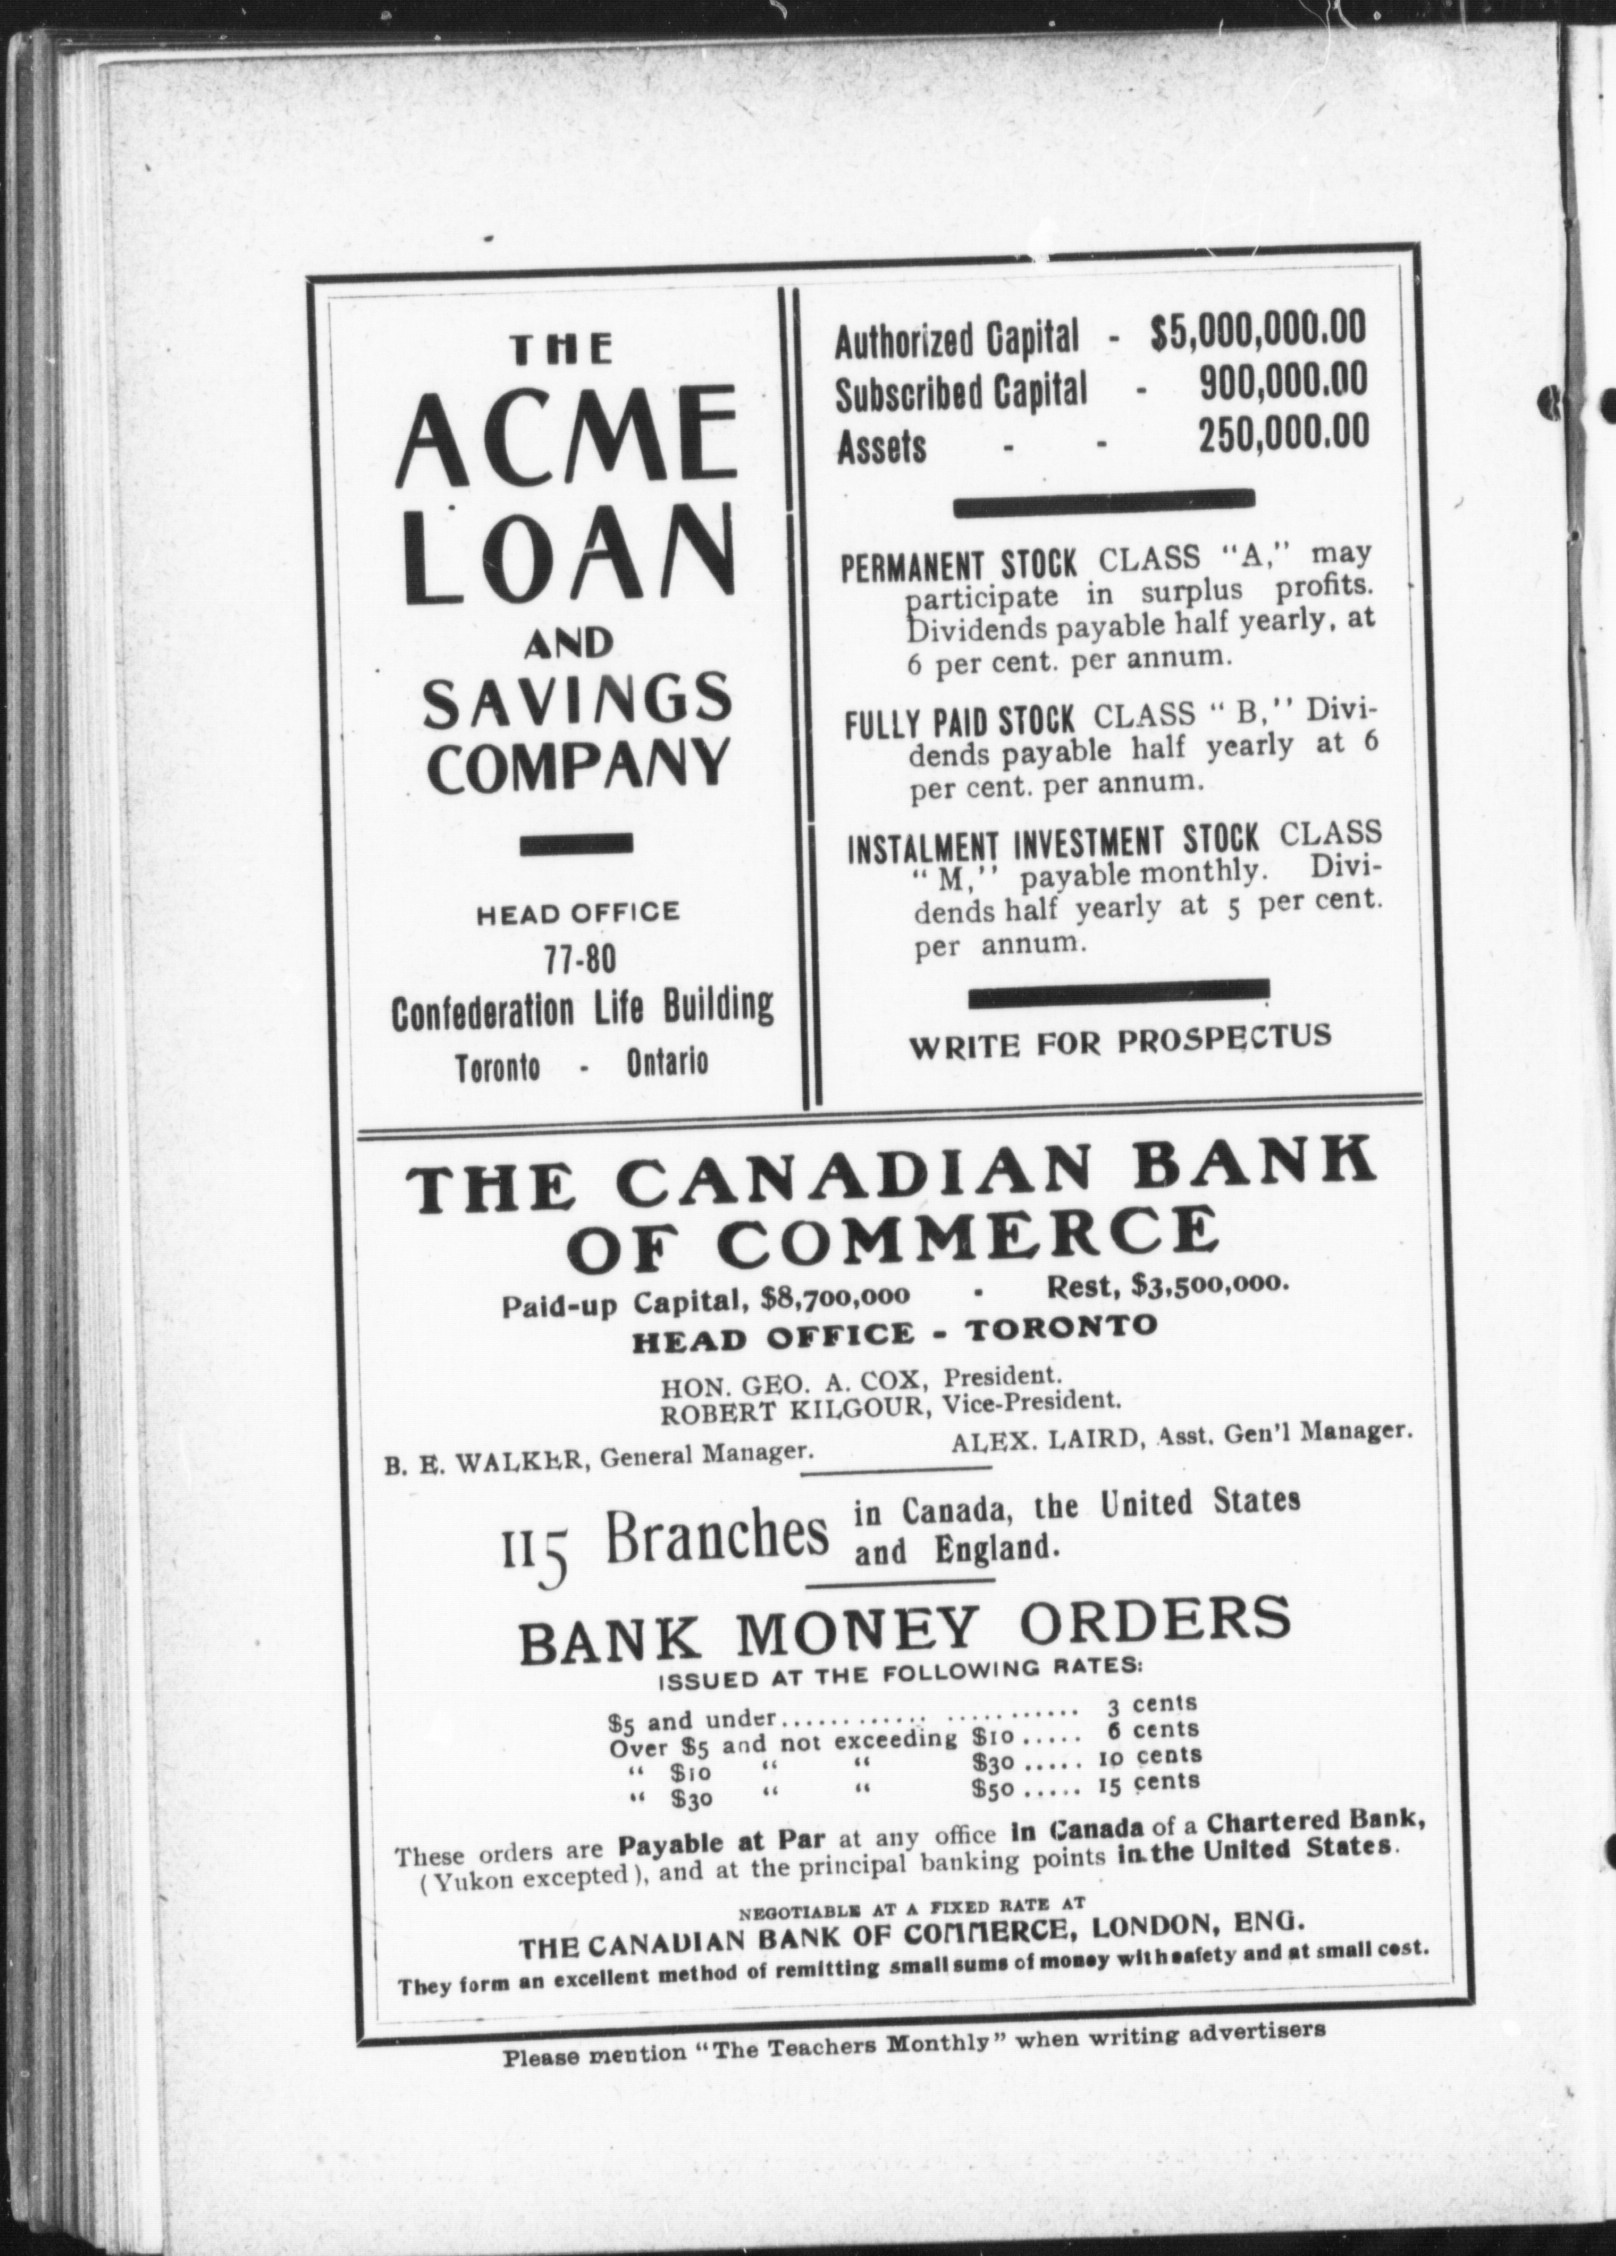 THE
ACME
LOAN
AND
SAVINGS
COMPANY
HEAD OFFICE
77-80
Confederation Life Building
Toronto - Ontario
Authorized Capital - $5,000,000.00
Subscribed Capital - 900,000.00
Assets - - 250,000.00
PERMANENT STOCK CLASS "A," may
participate in surplus profits.
Dividends payable half yearly, at
6 per cent. per annum.
FULLY PAID STOCK CLASS "B," Divi-
dends payable half yearly at 6
per cent. per annum.
INSTALMENT INVESTMENT STOCK CLASS
"M," payable monthly. Divi-
dends half yearly at 5 per cent.
per annum.
WRITE FOR PROSPECTUS
THE CANADIAN BANK
OF COMMERCE
Paid-up Capital, $8,700,000 - Rest, $3,500,000.
HEAD OFFICE - TORONTO
HON. GEO. A. COX, President.
ROBERT KILGOUR, Vice-President.
B. E. WALKER, General Manager. ALEX. LAIRD, Asst. Gen'l Manager.
115 Branches in Canada, the United States
and England.
BANK MONEY ORDERS
ISSUED AT THE FOLLOWING RATES:
$5 and under....................... 3 cents
Over $5 and not exceeding $10..... 6 cents
" $10 " " $30..... 10 cents
" $30 " " $50..... 15 cents
These orders are Payable at Par at any office in Canada of a Chartered Bank,
(Yukon excepted), and at the principal banking points in the United States.
NEGOTIABLE AT A FIXED RATE AT
THE CANADIAN BANK OF COMMERCE, LONDON, ENG.
They form an excellent method of remitting small sums of money with safety and at small cost.
Please mention "The Teachers Monthly" when writing advertisers